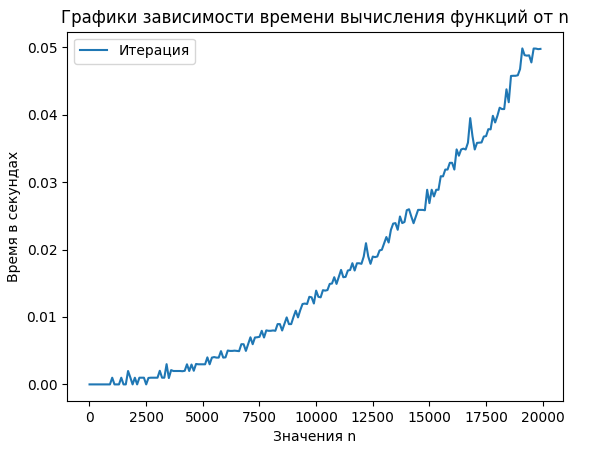 Графики зависимости времени вычисления функций от n
Итерация
0.05
0.04
0.03
0.02
0.01
0.00
Время в секундах
0 2500 5000 7500 10000 12500 15000 17500 20000
Значения n